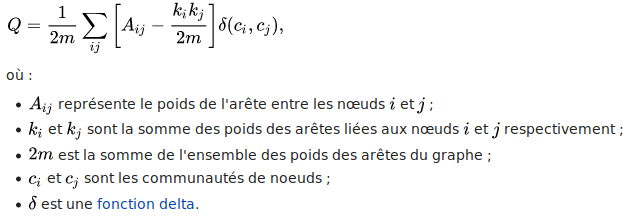 Q = \frac{1}{2m} \sum_{ij} \left[ A_{ij} - \frac{k_i k_j}{2m} \right] \delta(c_i, c_j),
où :
• A_{ij} représente le poids de l'arête entre les nœuds i et j ;
• k_i et k_j sont la somme des poids des arêtes liées aux nœuds i et j respectivement ;
• 2m est la somme de l'ensemble des poids des arêtes du graphe ;
• c_i et c_j sont les communautés de noeuds ;
• δ est une fonction delta.